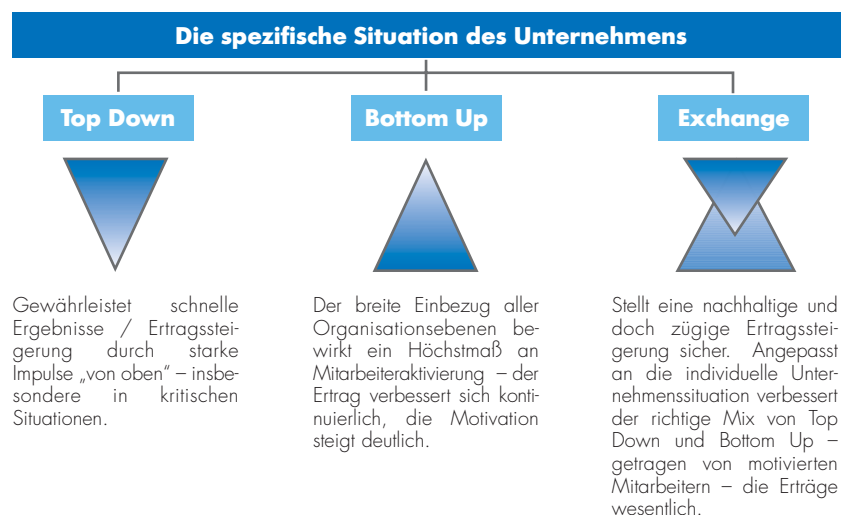 Die spezifische Situation des Unternehmens
Top Down
Bottom Up
Exchange
Gewährleistet schnelle
Ergebnisse / Ertragsstei-
gerung durch starke
Impulse „von oben" – insbe-
sondere in kritischen
Situationen.
Der breite Einbezug aller
Organisationsebenen be-
wirkt ein Höchstmaß an
Mitarbeiteraktivierung – der
Ertrag verbessert sich konti-
nuierlich, die Motivation
steigt deutlich.
Stellt eine nachhaltige und
doch zügige Ertragsstei-
gerung sicher. Angepasst
an die individuelle Unter-
nehmenssituation verbessert
der richtige Mix von Top
Down und Bottom Up –
getragen von motivierten
Mitarbeitern – die Erträge
wesentlich.